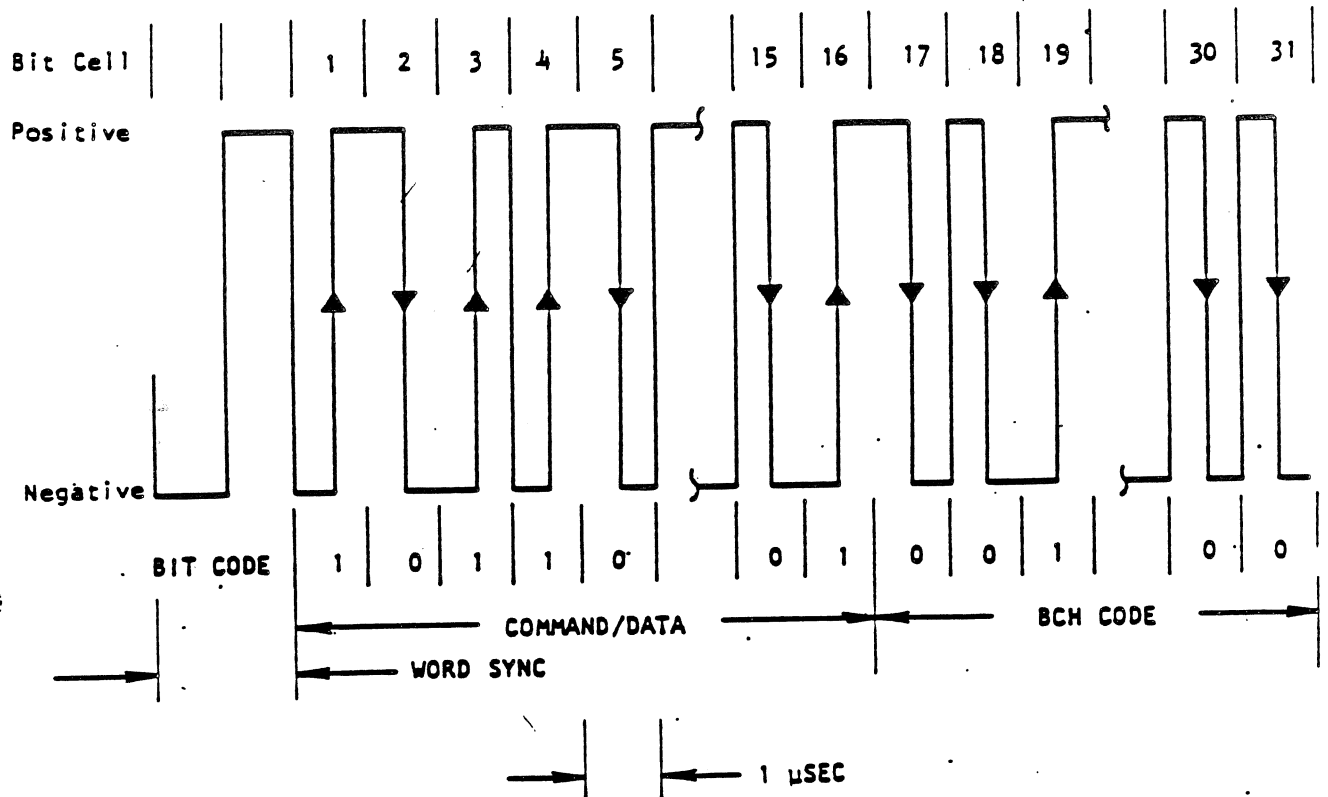 Bit Cell 1 2 3 4 5 15 16 17 18 19 30 31
Positive
Negative
BIT CODE 1 0 1 1 0 0 1 0 0 1 0 0
COMMAND/DATA BCH CODE
WORD SYNC
1 µSEC